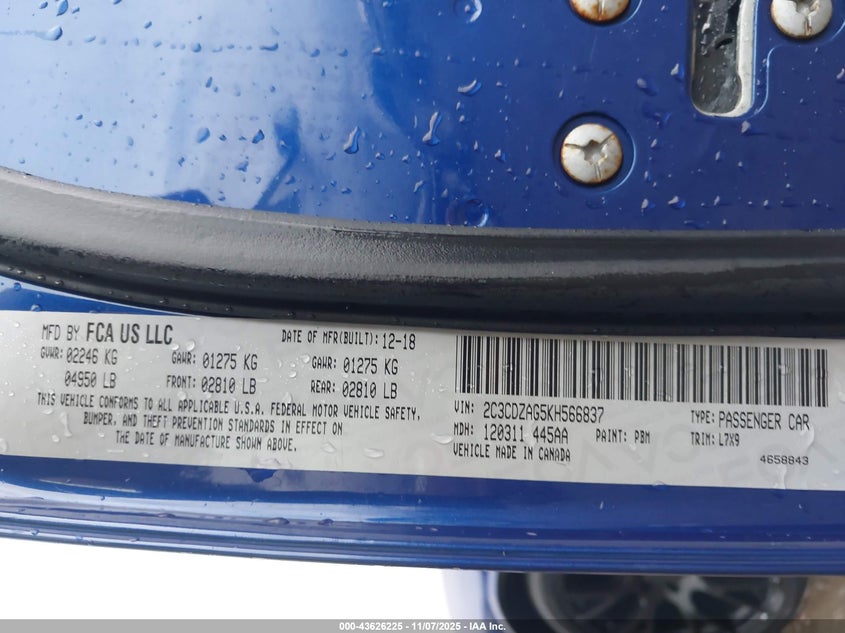 MFD BY FCA US LLC
DATE OF MFR(BUILT): 12-18
GVWR: 02246 KG
GAWR: 01275 KG
GAWR: 01275 KG
04950 LB
FRONT: 02810 LB
REAR: 02810 LB
THIS VEHICLE CONFORMS TO ALL APPLICABLE U.S.A. FEDERAL MOTOR VEHICLE SAFETY,
BUMPER, AND THEFT PREVENTION STANDARDS IN EFFECT ON
THE DATE OF MANUFACTURE SHOWN ABOVE.
VIN: 2C3CDZAG5KH566837
TYPE: PASSENGER CAR
MDH: 120311 445AA
PAINT: PBM
TRIM: L7X9
VEHICLE MADE IN CANADA
4658843
000-43626225 - 11/07/2025 - IAA Inc.